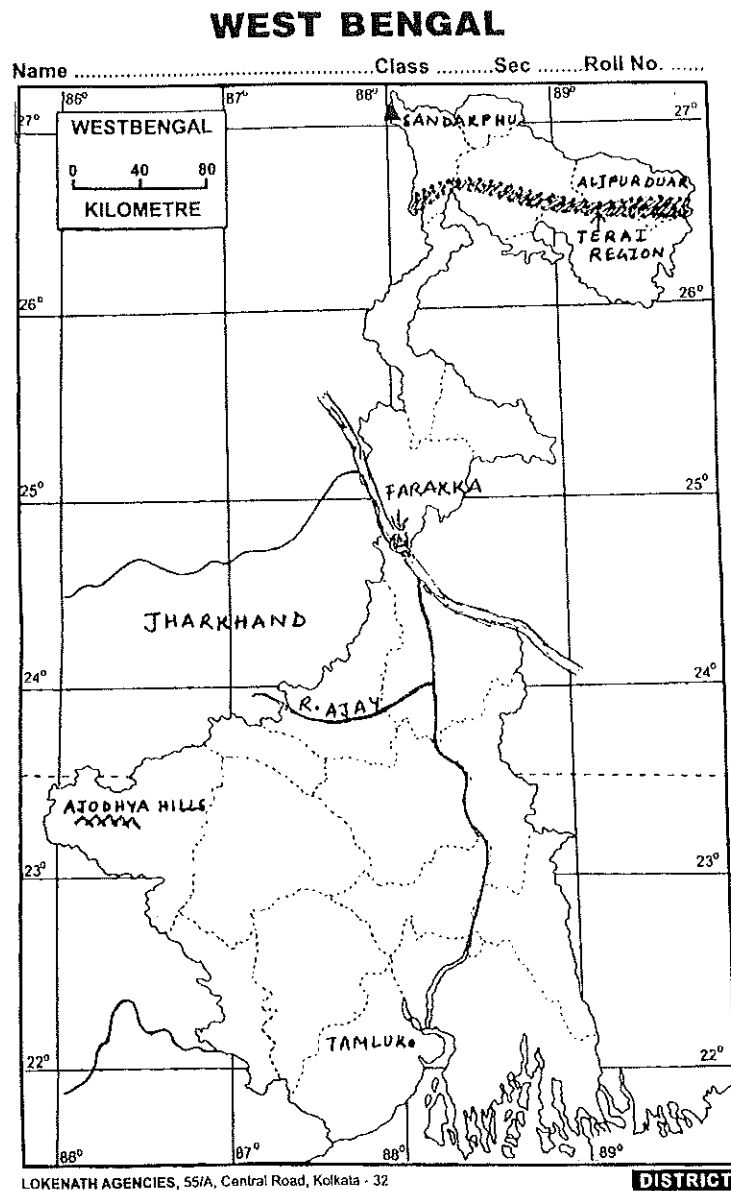 WEST BENGAL
Name ........................................................Class ........Sec .......Roll No. ......
86° 87° 88° 89°
27° 27°
WESTBENGAL
0 40 80
KILOMETRE
SANDARPHU
ALIPURDUAR
TERAI
REGION
26° 26°
FARAKKA
25° 25°
JHARKHAND
24° 24°
R. AJAY
AJODHYA HILLS
23° 23°
TAMLUK
22° 22°
87° 88° 89°
LOKENATH AGENCIES, 55/A, Central Road, Kolkata - 32
DISTRICT